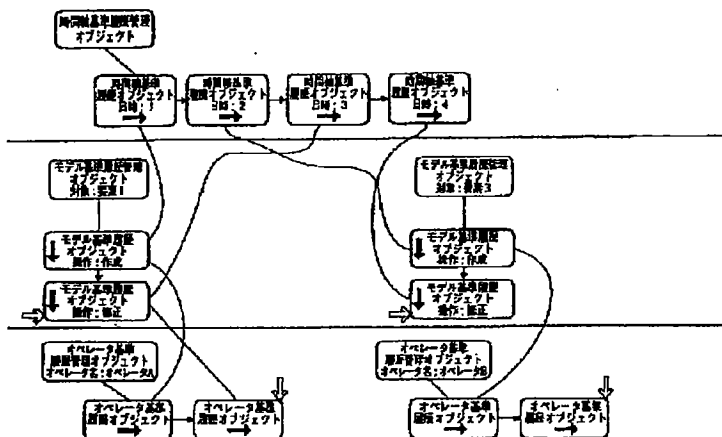 時間軸基準履歴管理
オブジェクト
時間軸基準
履歴オブジェクト
日時：1
時間軸基準
履歴オブジェクト
日時：2
時間軸基準
履歴オブジェクト
日時：3
時間軸基準
履歴オブジェクト
日時：4
モデル基準履歴管理
オブジェクト
対象：要素1
モデル基準履歴管理
オブジェクト
対象：要素3
モデル基準履歴
オブジェクト
操作：作成
モデル基準履歴
オブジェクト
操作：作成
モデル基準履歴
オブジェクト
操作：修正
モデル基準履歴
オブジェクト
操作：修正
オペレータ基準
履歴管理オブジェクト
オペレータ名：オペレータA
オペレータ基準
履歴管理オブジェクト
オペレータ名：オペレータB
オペレータ基準
履歴オブジェクト
オペレータ基準
履歴オブジェクト
オペレータ基準
履歴オブジェクト
オペレータ基準
履歴オブジェクト